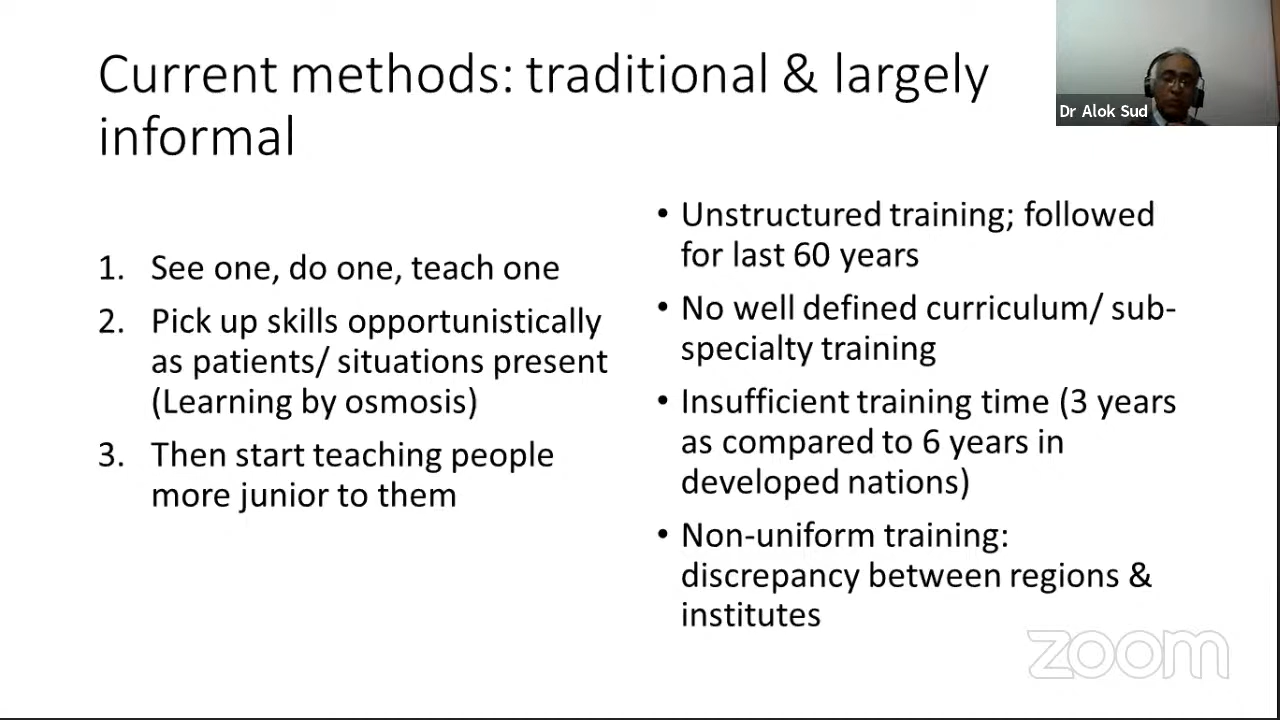 Current methods: traditional & largely
informal
Dr Alok Sud
1. See one, do one, teach one
2. Pick up skills opportunistically
as patients/ situations present
(Learning by osmosis)
3. Then start teaching people
more junior to them
• Unstructured training; followed
for last 60 years
• No well defined curriculum/ sub-
specialty training
• Insufficient training time (3 years
as compared to 6 years in
developed nations)
• Non-uniform training:
discrepancy between regions &
institutes
zoom